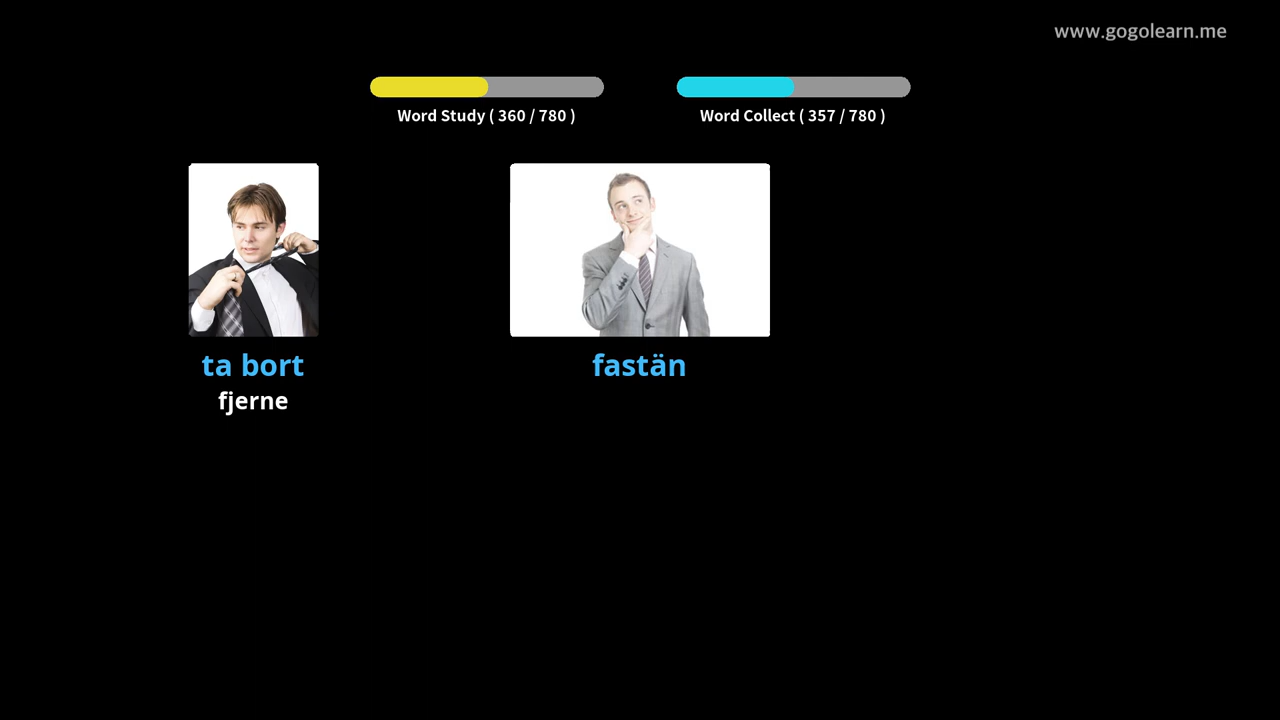 www.gogolearn.me
Word Study ( 360 / 780 )
Word Collect ( 357 / 780 )
ta bort
fjerne
fastän